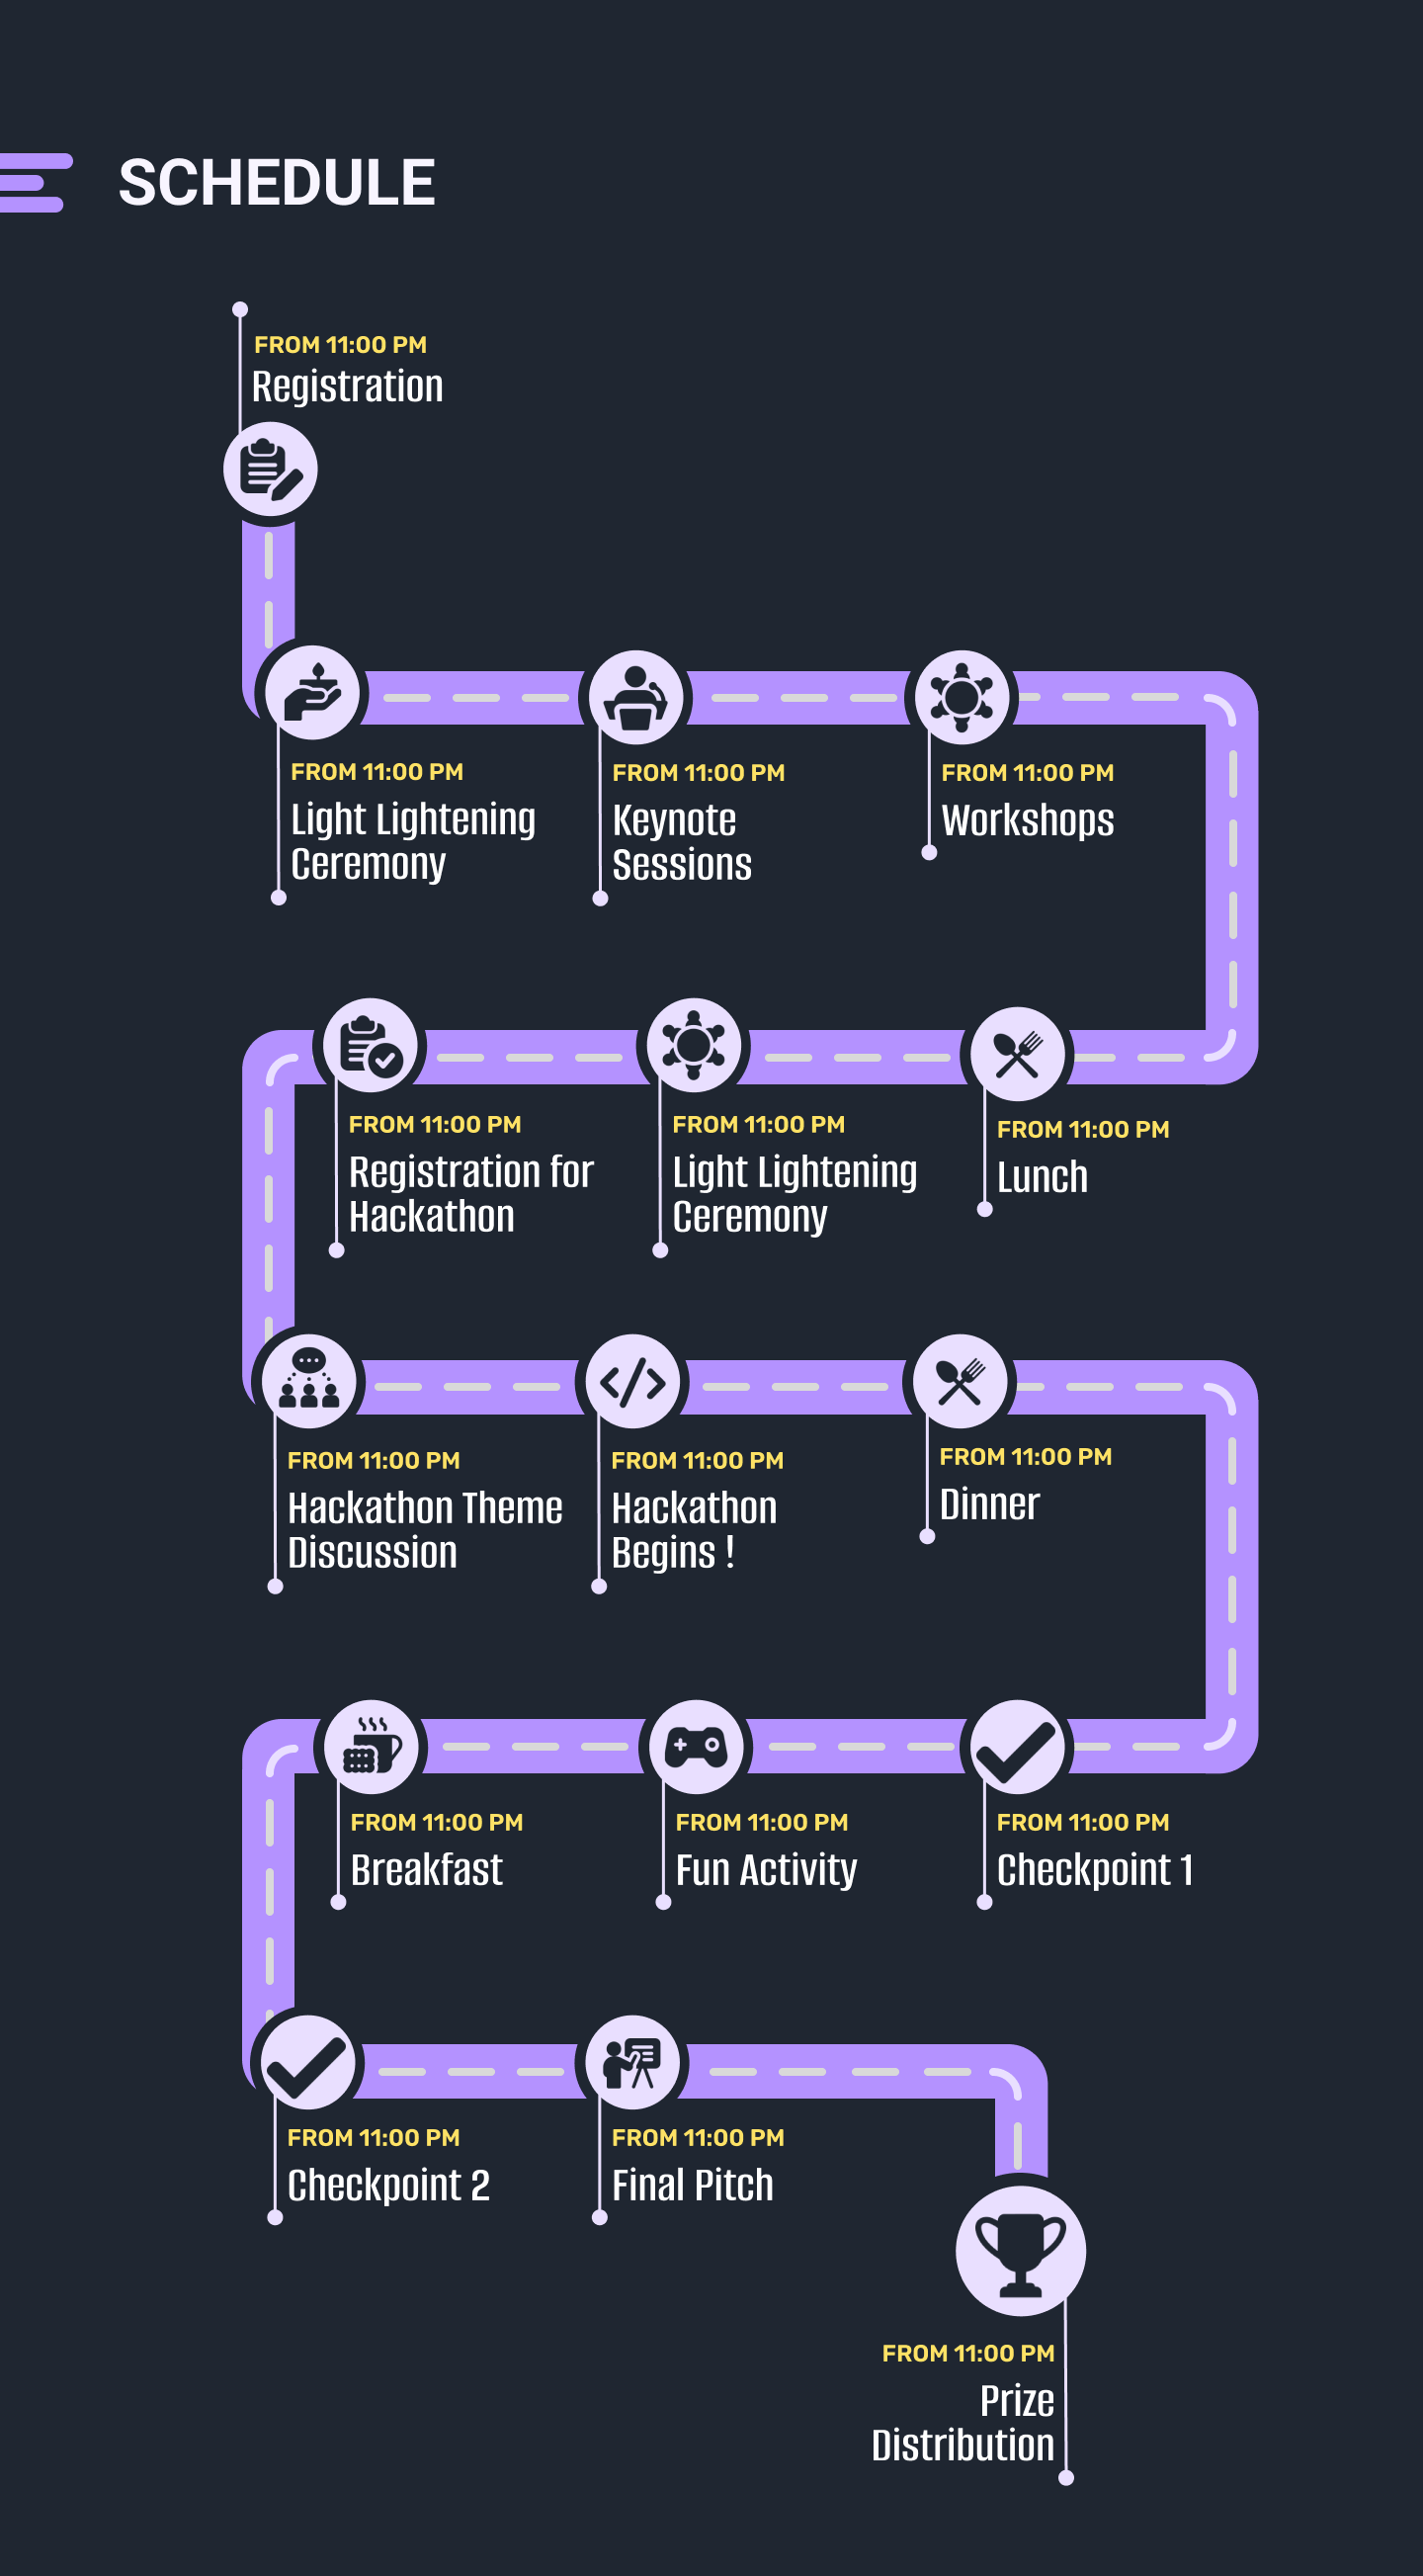 SCHEDULE
FROM 11:00 PM
Registration
FROM 11:00 PM
Light Lightening
Ceremony
FROM 11:00 PM
Keynote
Sessions
FROM 11:00 PM
Workshops
FROM 11:00 PM
Lunch
FROM 11:00 PM
Light Lightening
Ceremony
FROM 11:00 PM
Registration for
Hackathon
FROM 11:00 PM
Hackathon Theme
Discussion
FROM 11:00 PM
Hackathon
Begins !
FROM 11:00 PM
Dinner
FROM 11:00 PM
Checkpoint 1
FROM 11:00 PM
Fun Activity
FROM 11:00 PM
Breakfast
FROM 11:00 PM
Checkpoint 2
FROM 11:00 PM
Final Pitch
FROM 11:00 PM
Prize
Distribution